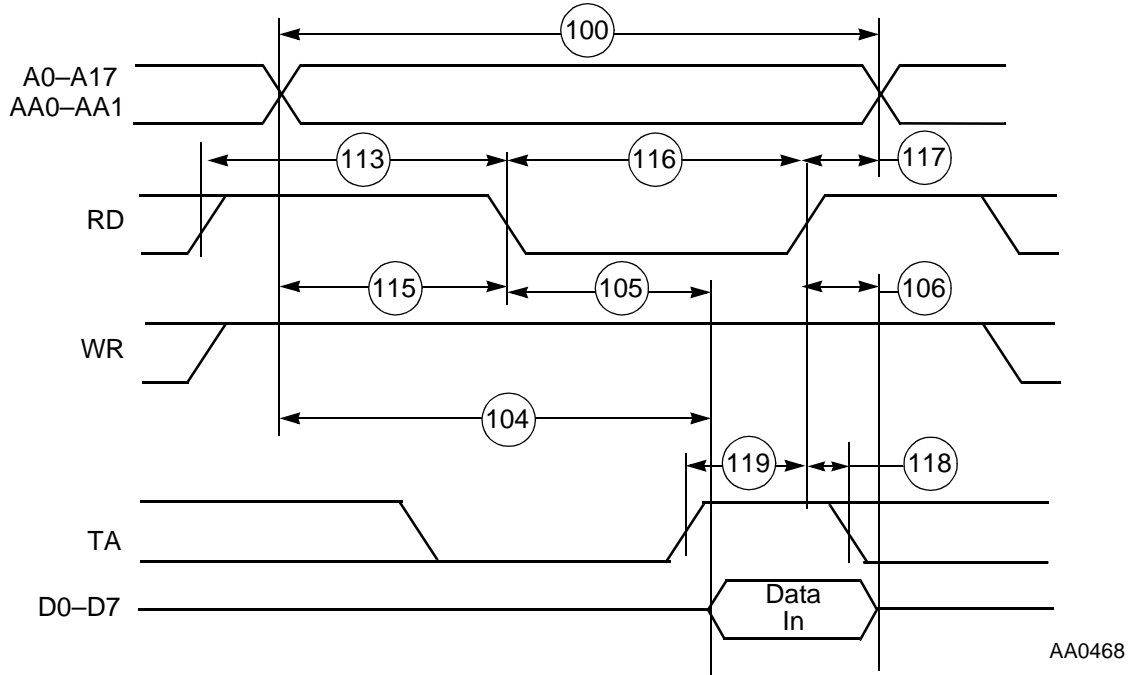 100
A0–A17
AA0–AA1
113
116
117
RD
115
105
106
WR
104
119
118
TA
D0–D7
Data
In
AA0468